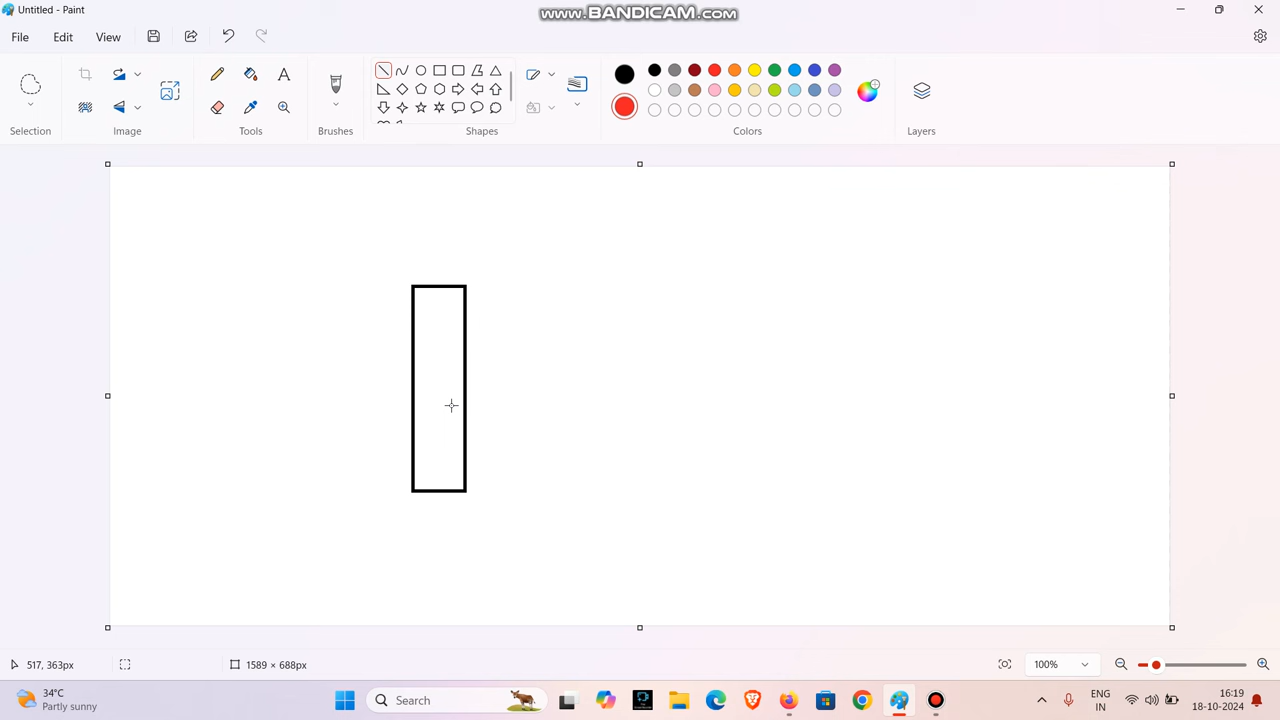 Untitled - Paint
www.BANDICAM.com
File
Edit
View
Selection
Image
Tools
Brushes
Shapes
Colors
Layers
517, 363px
1589 × 688px
100%
34°C
Partly sunny
Search
ENG
IN
16:19
18-10-2024